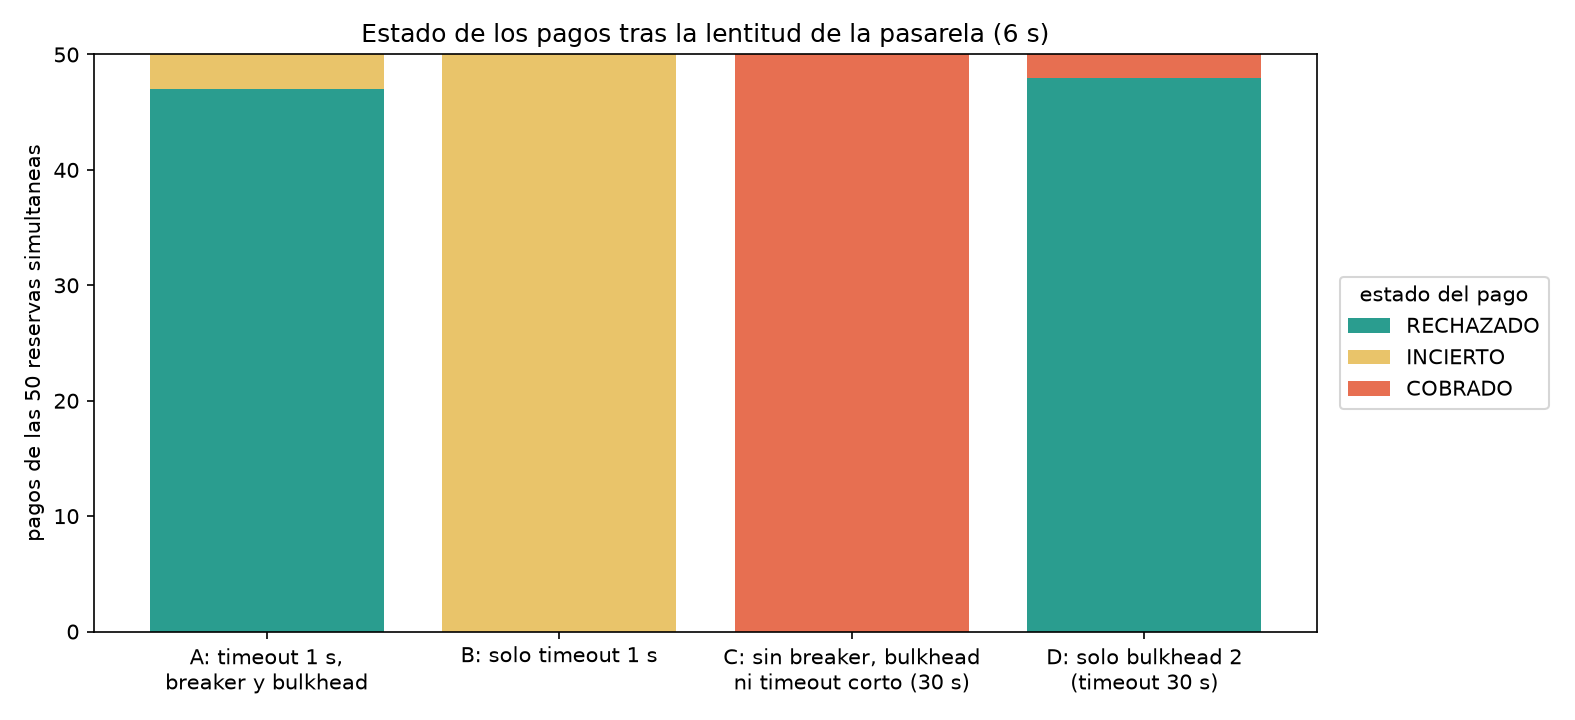 Estado de los pagos tras la lentitud de la pasarela (6 s)
pagos de las 50 reservas simultaneas
50
40
30
20
10
0
A: timeout 1 s,
breaker y bulkhead
B: solo timeout 1 s
C: sin breaker, bulkhead
ni timeout corto (30 s)
D: solo bulkhead 2
(timeout 30 s)
estado del pago
RECHAZADO
INCIERTO
COBRADO